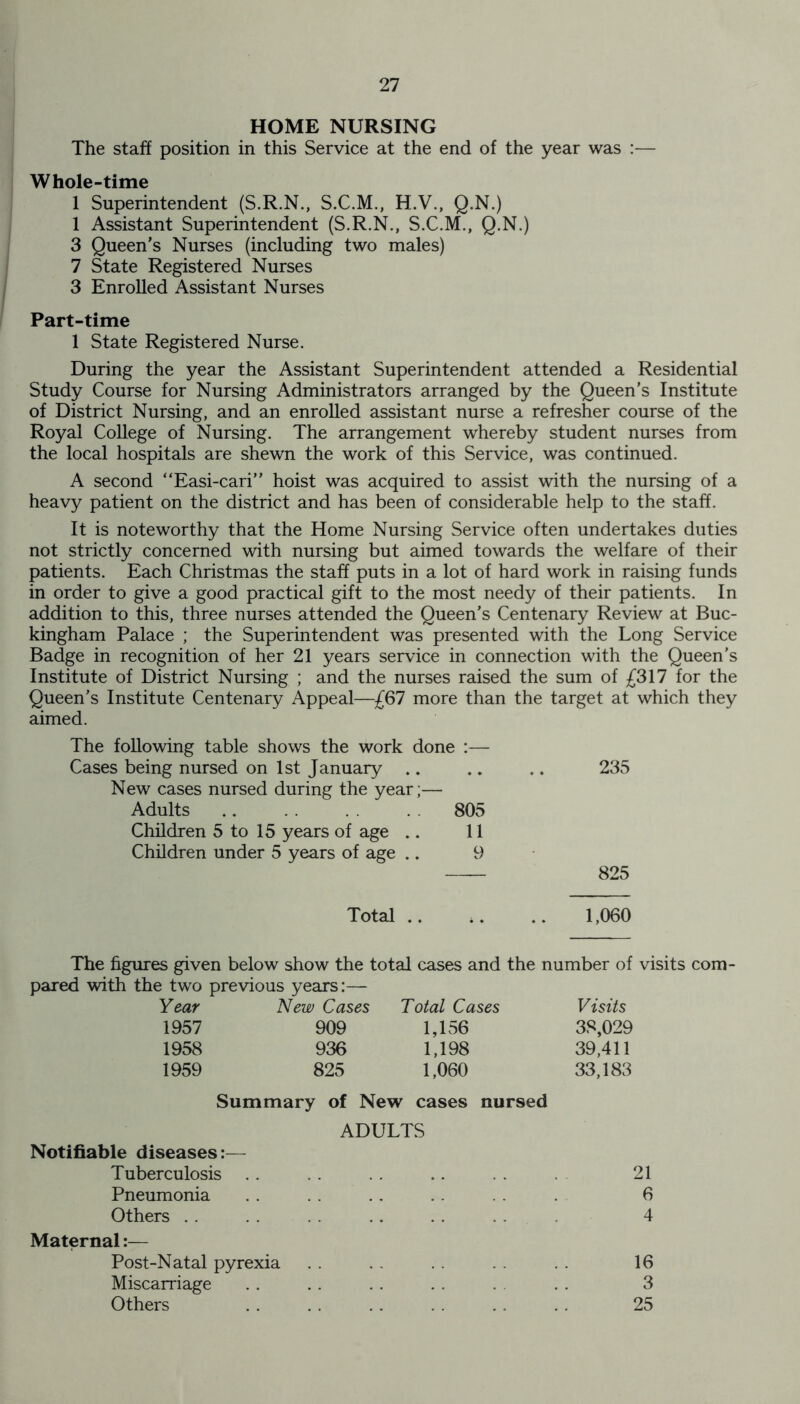 27
HOME NURSING
The staff position in this Service at the end of the year was :—
Whole-time
1 Superintendent (S.R.N., S.C.M., H.V., Q.N.)
1 Assistant Superintendent (S.R.N., S.C.M., Q.N.)
3 Queen's Nurses (including two males)
7 State Registered Nurses
3 Enrolled Assistant Nurses
Part-time
1 State Registered Nurse.
During the year the Assistant Superintendent attended a Residential
Study Course for Nursing Administrators arranged by the Queen's Institute
of District Nursing, and an enrolled assistant nurse a refresher course of the
Royal College of Nursing. The arrangement whereby student nurses from
the local hospitals are shewn the work of this Service, was continued.
A second "Easi-cari" hoist was acquired to assist with the nursing of a
heavy patient on the district and has been of considerable help to the staff.
It is noteworthy that the Home Nursing Service often undertakes duties
not strictly concerned with nursing but aimed towards the welfare of their
patients. Each Christmas the staff puts in a lot of hard work in raising funds
in order to give a good practical gift to the most needy of their patients. In
addition to this, three nurses attended the Queen's Centenary Review at Buc-
kingham Palace ; the Superintendent was presented with the Long Service
Badge in recognition of her 21 years service in connection with the Queen's
Institute of District Nursing ; and the nurses raised the sum of £317 for the
Queen's Institute Centenary Appeal—£67 more than the target at which they
aimed.
The following table shows the work done :—
Cases being nursed on 1st January .. .. .. 235
New cases nursed during the year;—
Adults .. .. .. .. 805
Children 5 to 15 years of age .. 11
Children under 5 years of age .. 9
825
Total .. .. .. 1,060
The figures given below show the total cases and the number of visits com-
pared with the two previous years:—
Year New Cases Total Cases Visits
1957 909 1,156 38,029
1958 936 1,198 39,411
1959 825 1,060 33,183
Summary of New cases nursed
ADULTS
Notifiable diseases:—
Tuberculosis .. .. .. .. .. . 21
Pneumonia .. .. .. .. .. . 6
Others .. .. .. .. .. .. . 4
Maternal:—
Post-Natal pyrexia .. .. .. .. .. 16
Miscarriage .. .. .. .. .. .. 3
Others .. .. .. .. .. .. 25